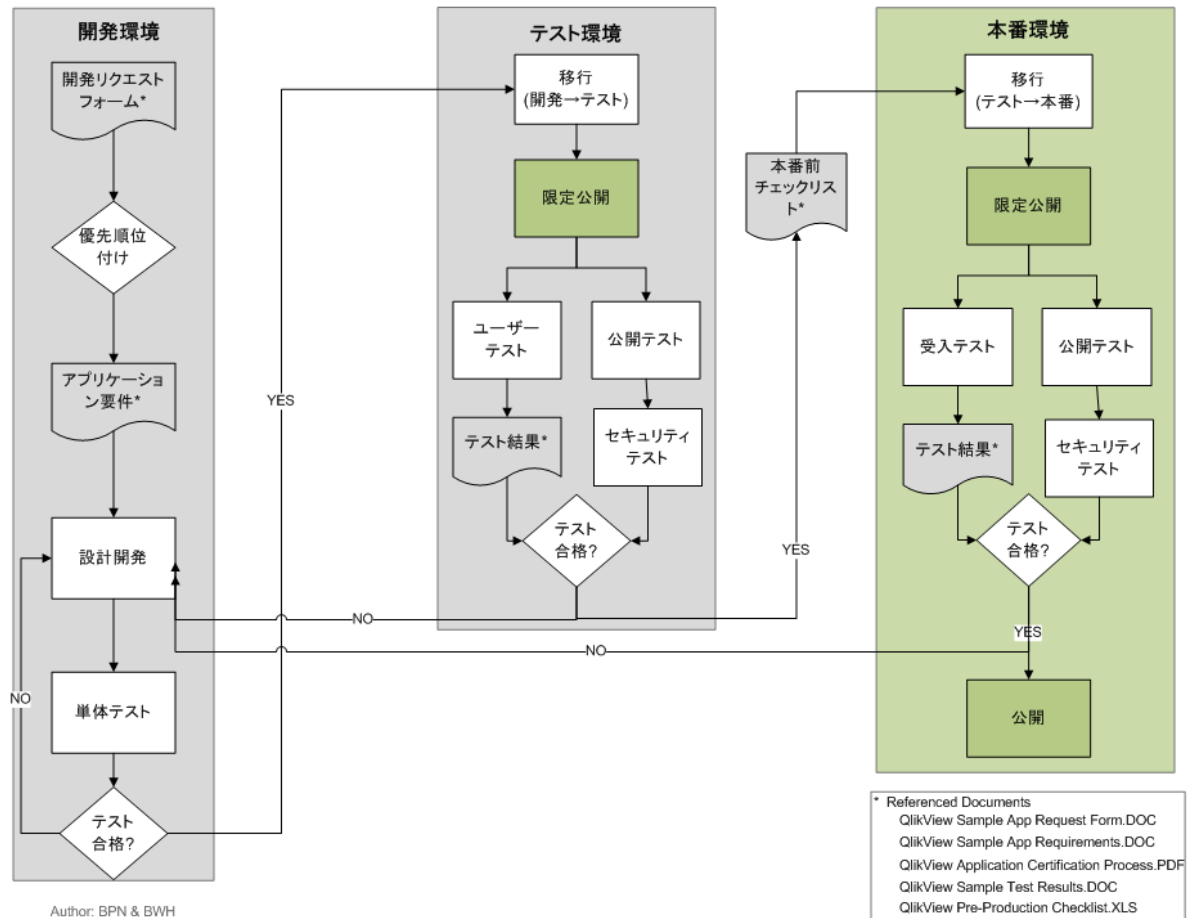 開発環境
開発リクエスト
フォーム*
優先順位
付け
アプリケーショ
ン要件*
設計開発
NO
単体テスト
テスト
合格?
YES
テスト環境
移行
(開発→テスト)
限定公開
ユーザー
テスト
公開テスト
テスト結果*
セキュリティ
テスト
テスト
合格?
NO
NO
YES
本番前
チェックリス
ト*
本番環境
移行
(テスト→本番)
限定公開
受入テスト
公開テスト
テスト結果*
セキュリティ
テスト
テスト
合格?
YES
公開
* Referenced Documents
QlikView Sample App Request Form.DOC
QlikView Sample App Requirements.DOC
QlikView Application Certification Process.PDF
QlikView Sample Test Results.DOC
QlikView Pre-Production Checklist.XLS
Author: BPN & BWH